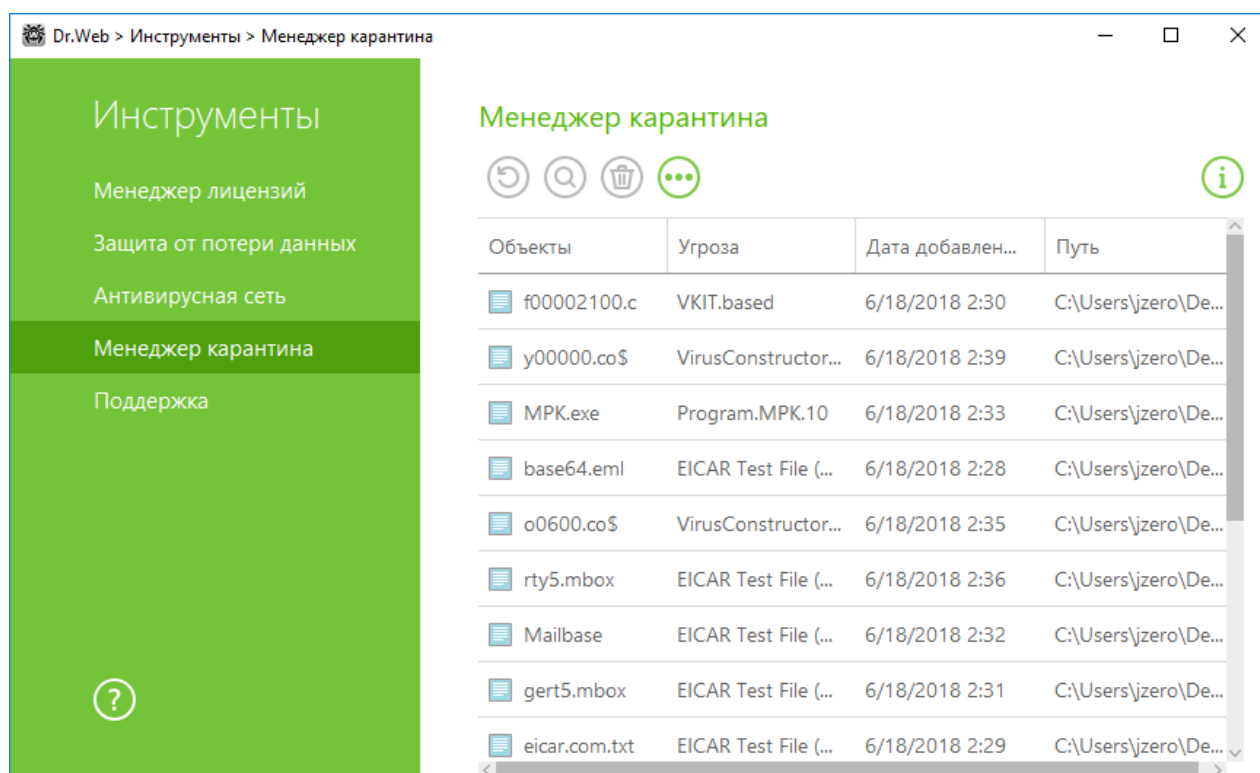 Dr.Web > Инструменты > Менеджер карантина
Инструменты
Менеджер лицензий
Защита от потери данных
Антивирусная сеть
Менеджер карантина
Поддержка
?
Менеджер карантина
i
Объекты Угроза Дата добавлен... Путь
f00002100.c VKIT.based 6/18/2018 2:30 C:\Users\jzero\De...
y00000.co$ VirusConstructor... 6/18/2018 2:39 C:\Users\jzero\De...
MPK.exe Program.MPK.10 6/18/2018 2:33 C:\Users\jzero\De...
base64.eml EICAR Test File (... 6/18/2018 2:28 C:\Users\jzero\De...
o0600.co$ VirusConstructor... 6/18/2018 2:35 C:\Users\jzero\De...
rty5.mbox EICAR Test File (... 6/18/2018 2:36 C:\Users\jzero\De...
Mailbase EICAR Test File (... 6/18/2018 2:32 C:\Users\jzero\De...
gert5.mbox EICAR Test File (... 6/18/2018 2:31 C:\Users\jzero\De...
eicar.com.txt EICAR Test File (... 6/18/2018 2:29 C:\Users\jzero\De...